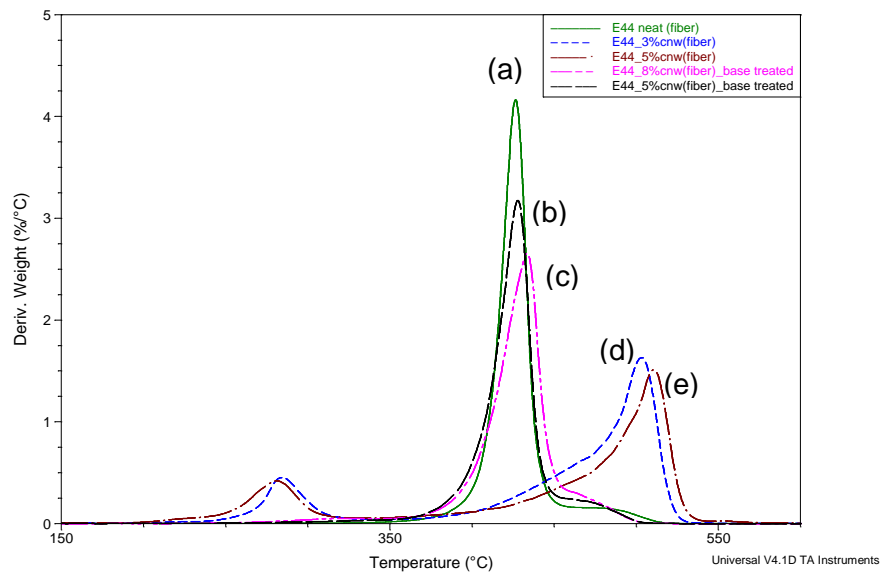 5
4
3
2
1
0
Deriv. Weight (%/°C)
E44 neat (fiber)
E44_3%cnw(fiber)
E44_5%cnw(fiber)
E44_8%cnw(fiber)_base treated
E44_5%cnw(fiber)_base treated
(a)
(b)
(c)
(d)
(e)
150
350
550
Temperature (°C)
Universal V4.1D TA Instruments